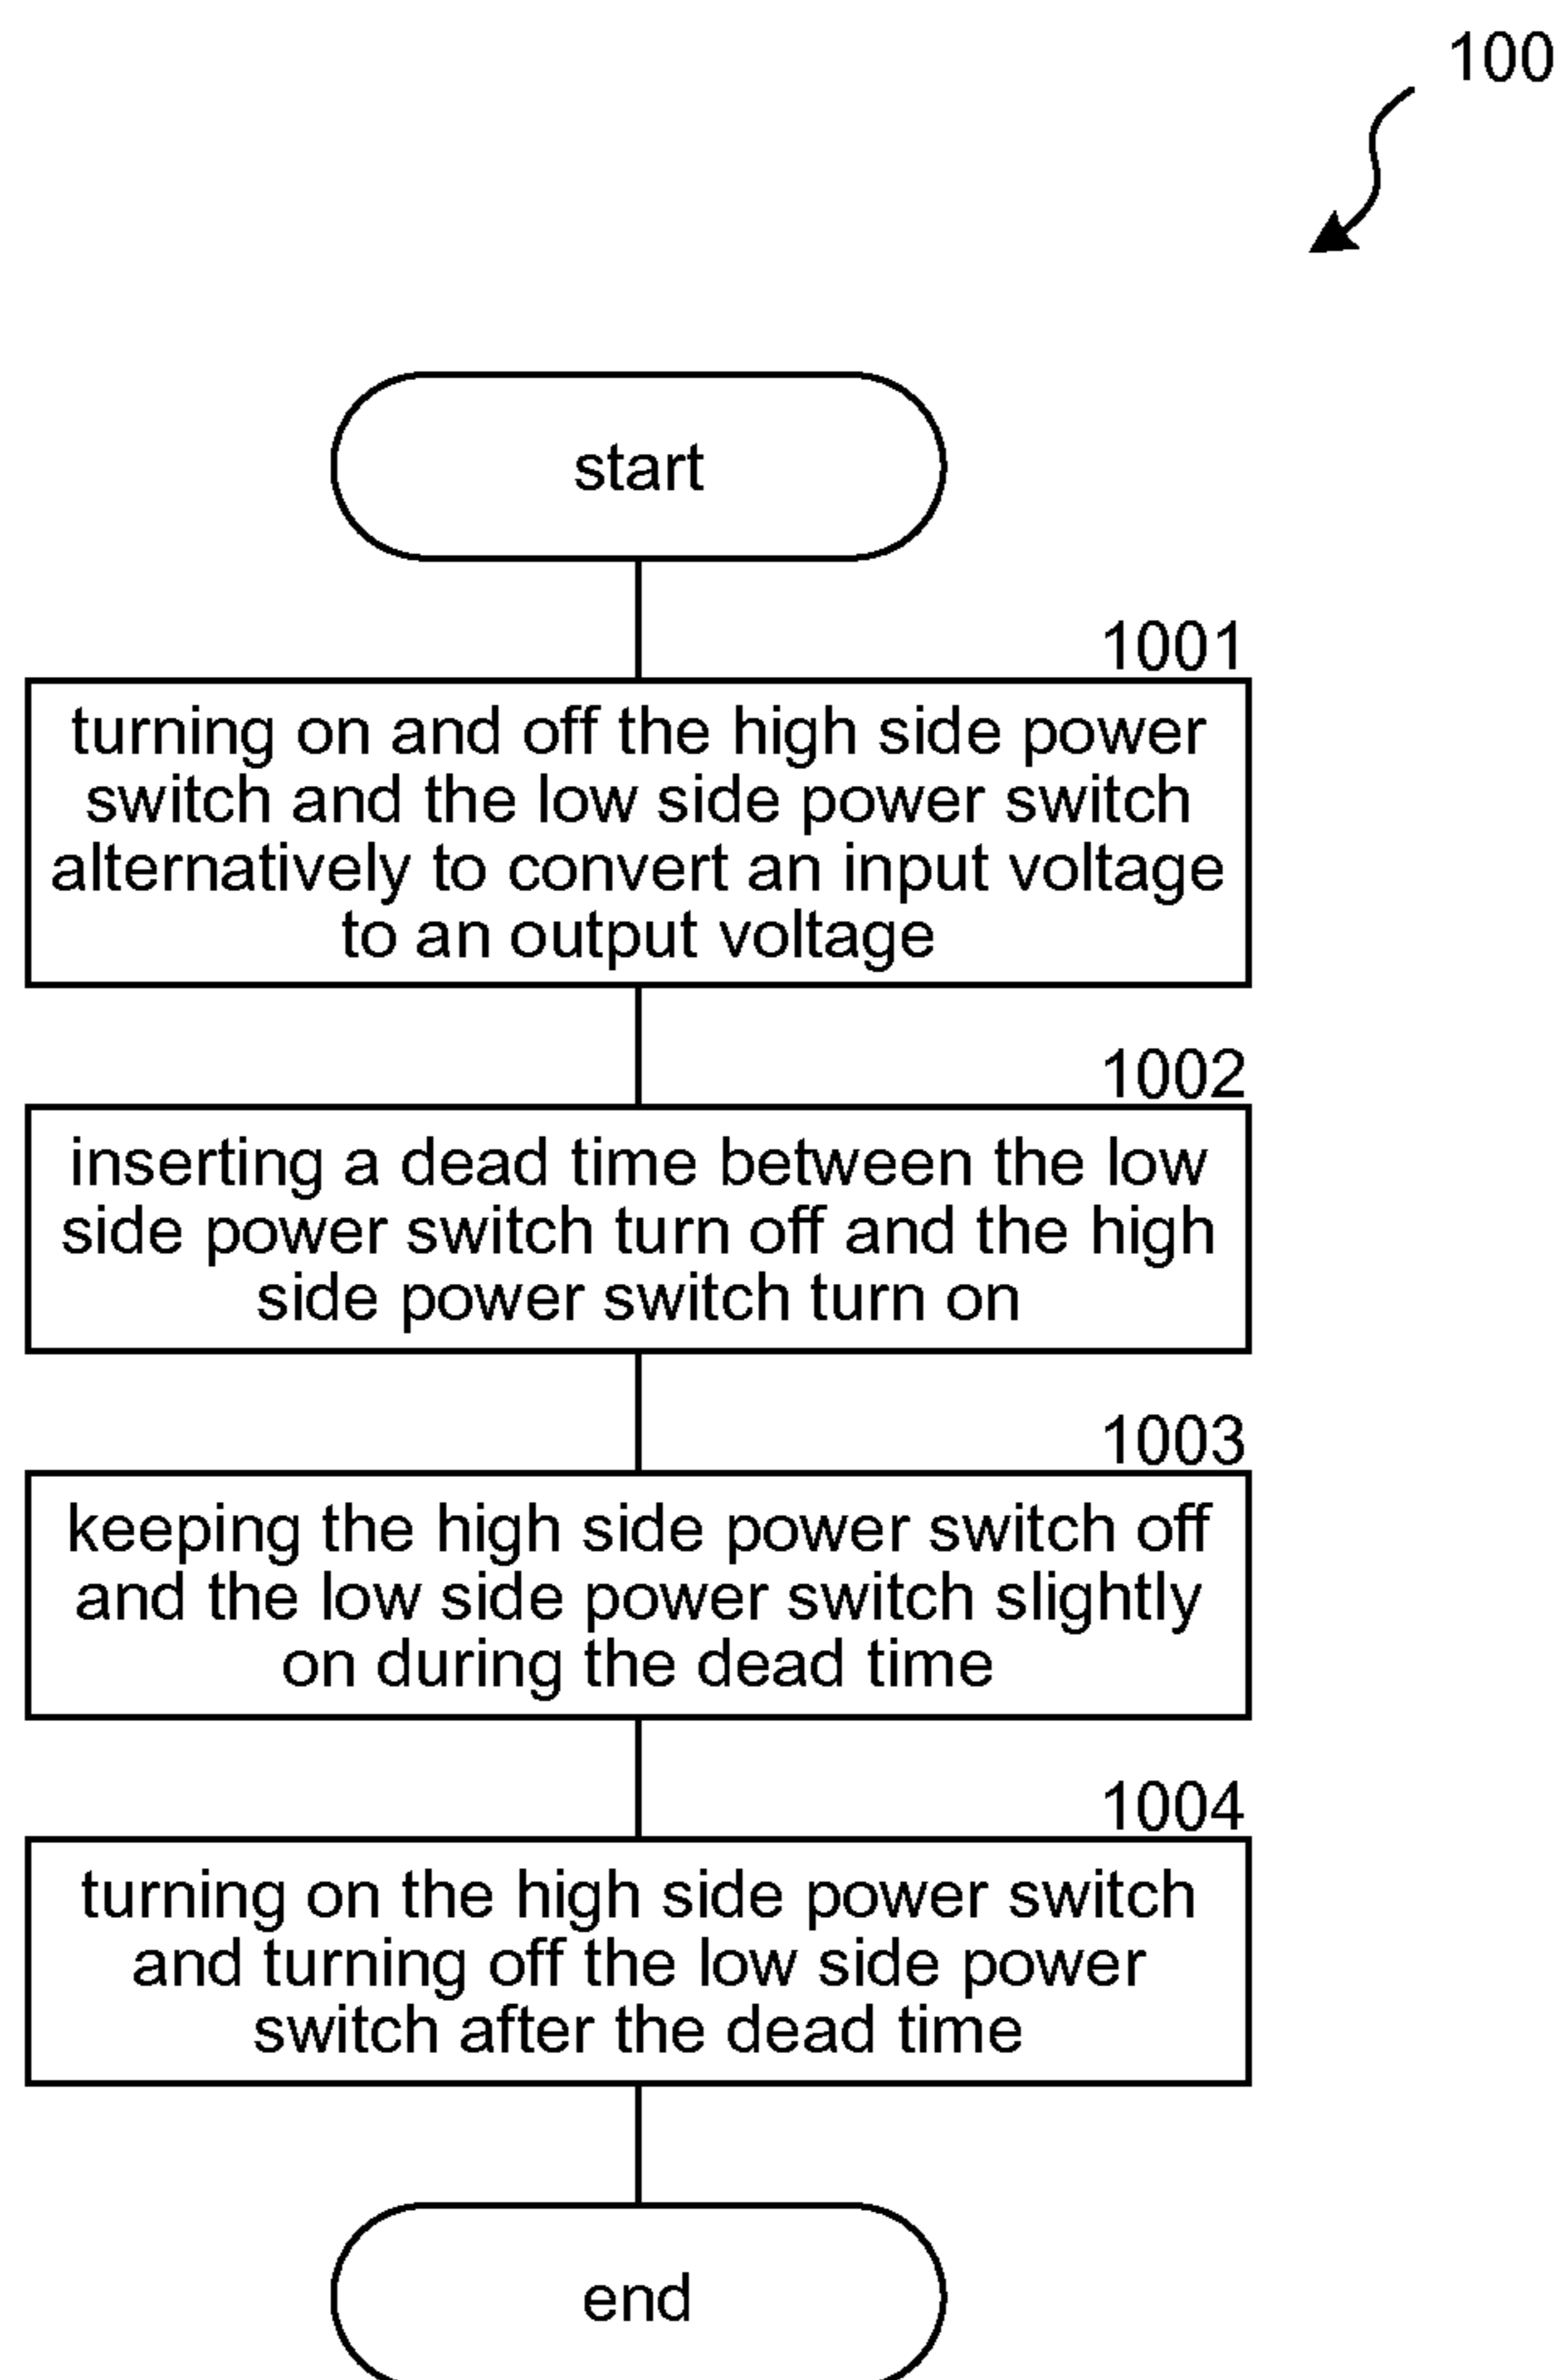 100
start
1001
turning on and off the high side power
switch and the low side power switch
alternatively to convert an input voltage
to an output voltage
1002
inserting a dead time between the low
side power switch turn off and the high
side power switch turn on
1003
keeping the high side power switch off
and the low side power switch slightly
on during the dead time
1004
turning on the high side power switch
and turning off the low side power
switch after the dead time
end